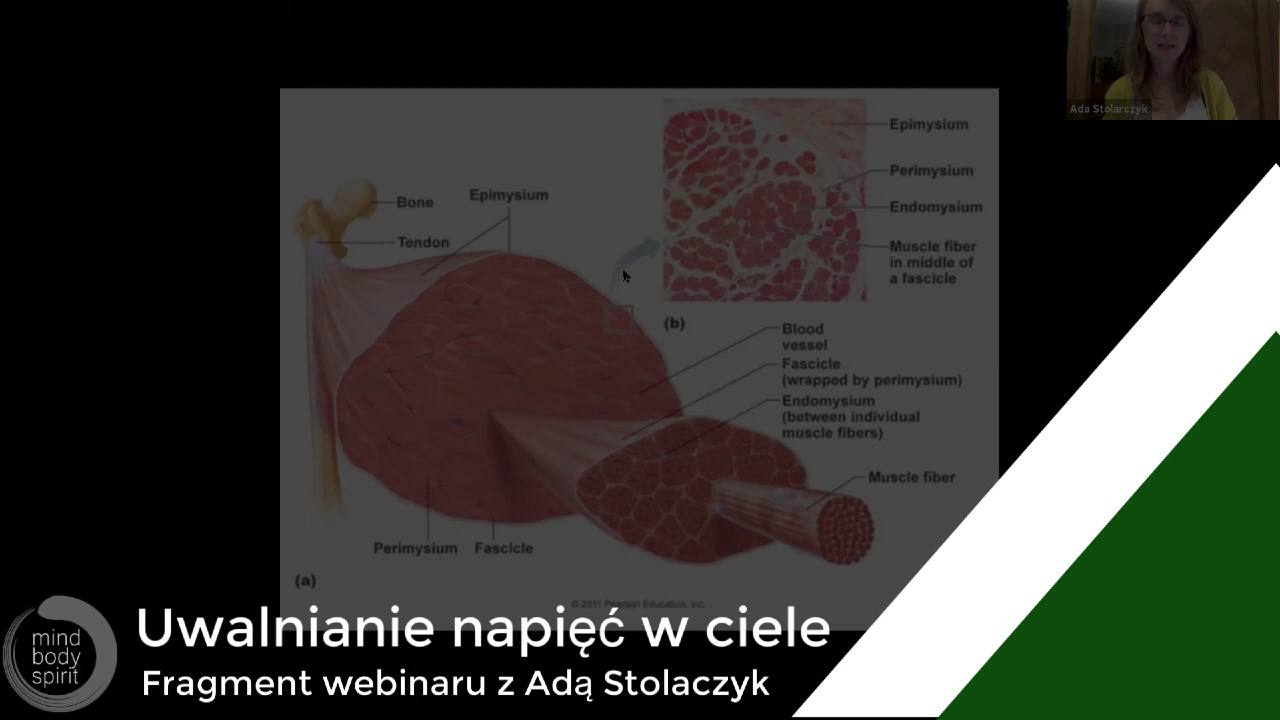 Ada Stolarczyk
Epimysium
Perimysium
Endomysium
Muscle fiber
in middle of
a fascicle
(b)
Bone
Epimysium
Tendon
Blood
vessel
Fascicle
(wrapped by perimysium)
Endomysium
(between individual
muscle fibers)
Muscle fiber
Perimysium
Fascicle
(a)
© 2011 Pearson Education, Inc.
mind
body
spirit
Uwalnianie napięć w ciele
Fragment webinaru z Adą Stolaczyk